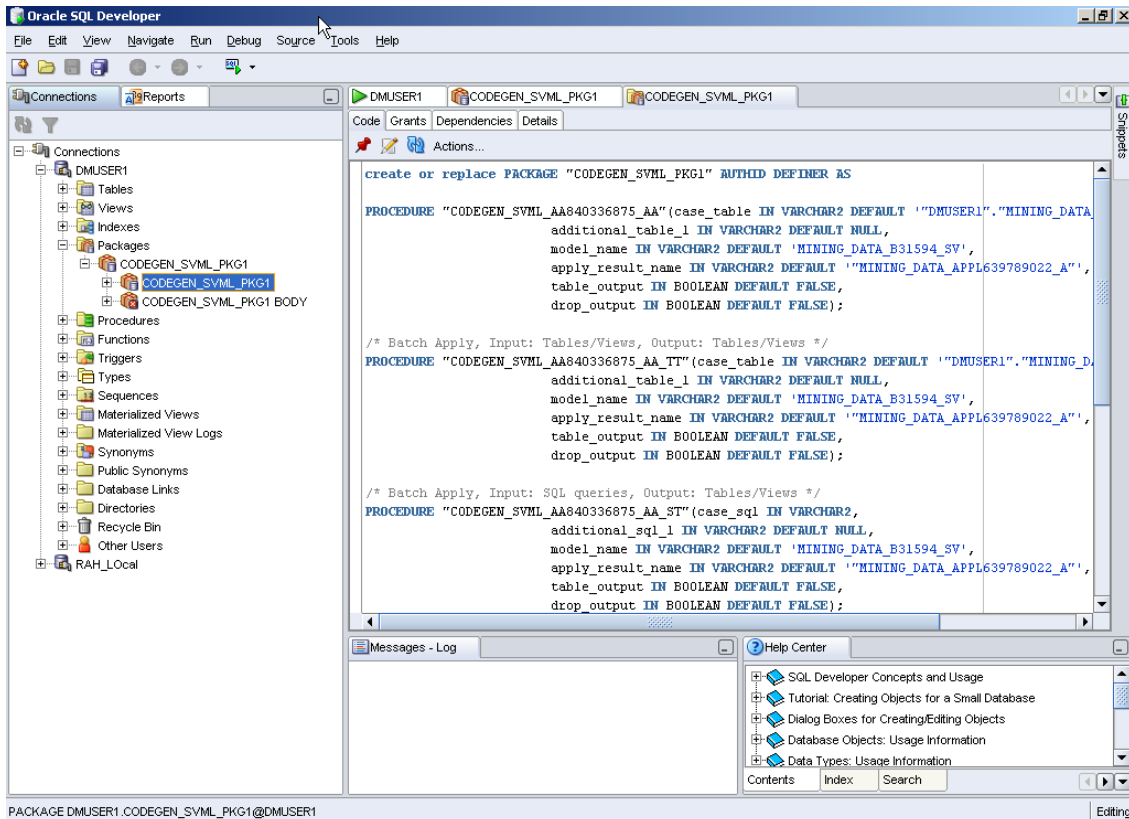 Oracle SQL Developer
File Edit View Navigate Run Debug Source Tools Help
Connections Reports
Connections
DMUSER1
Tables
Views
Indexes
Packages
CODEGEN_SVML_PKG1
CODEGEN_SVML_PKG1
CODEGEN_SVML_PKG1 BODY
Procedures
Functions
Triggers
Types
Sequences
Materialized Views
Materialized View Logs
Synonyms
Public Synonyms
Database Links
Directories
Recycle Bin
Other Users
RAH_LOcal
DMUSER1 CODEGEN_SVML_PKG1 CODEGEN_SVML_PKG1
Code Grants Dependencies Details
Actions...
create or replace PACKAGE "CODEGEN_SVML_PKG1" AUTHID DEFINER AS
PROCEDURE "CODEGEN_SVML_AA840336875_AA"(case_table IN VARCHAR2 DEFAULT '"DMUSER1"."MINING_DATA_
additional_table_1 IN VARCHAR2 DEFAULT NULL,
model_name IN VARCHAR2 DEFAULT 'MINING_DATA_B31594_SV',
apply_result_name IN VARCHAR2 DEFAULT '"MINING_DATA_APPL639789022_A"',
table_output IN BOOLEAN DEFAULT FALSE,
drop_output IN BOOLEAN DEFAULT FALSE);
/* Batch Apply, Input: Tables/Views, Output: Tables/Views */
PROCEDURE "CODEGEN_SVML_AA840336875_AA_TT"(case_table IN VARCHAR2 DEFAULT '"DMUSER1"."MINING_D
additional_table_1 IN VARCHAR2 DEFAULT NULL,
model_name IN VARCHAR2 DEFAULT 'MINING_DATA_B31594_SV',
apply_result_name IN VARCHAR2 DEFAULT '"MINING_DATA_APPL639789022_A"',
table_output IN BOOLEAN DEFAULT FALSE,
drop_output IN BOOLEAN DEFAULT FALSE);
/* Batch Apply, Input: SQL queries, Output: Tables/Views */
PROCEDURE "CODEGEN_SVML_AA840336875_AA_ST"(case_sql IN VARCHAR2,
additional_sql_1 IN VARCHAR2 DEFAULT NULL,
model_name IN VARCHAR2 DEFAULT 'MINING_DATA_B31594_SV',
apply_result_name IN VARCHAR2 DEFAULT '"MINING_DATA_APPL639789022_A"',
table_output IN BOOLEAN DEFAULT FALSE,
drop_output IN BOOLEAN DEFAULT FALSE);
Snippets
Messages - Log
Help Center
SQL Developer Concepts and Usage
Tutorial: Creating Objects for a Small Database
Dialog Boxes for Creating/Editing Objects
Database Objects: Usage Information
Data Types: Usage Information
Contents Index Search
PACKAGE DMUSER1.CODEGEN_SVML_PKG1@DMUSER1 Editing